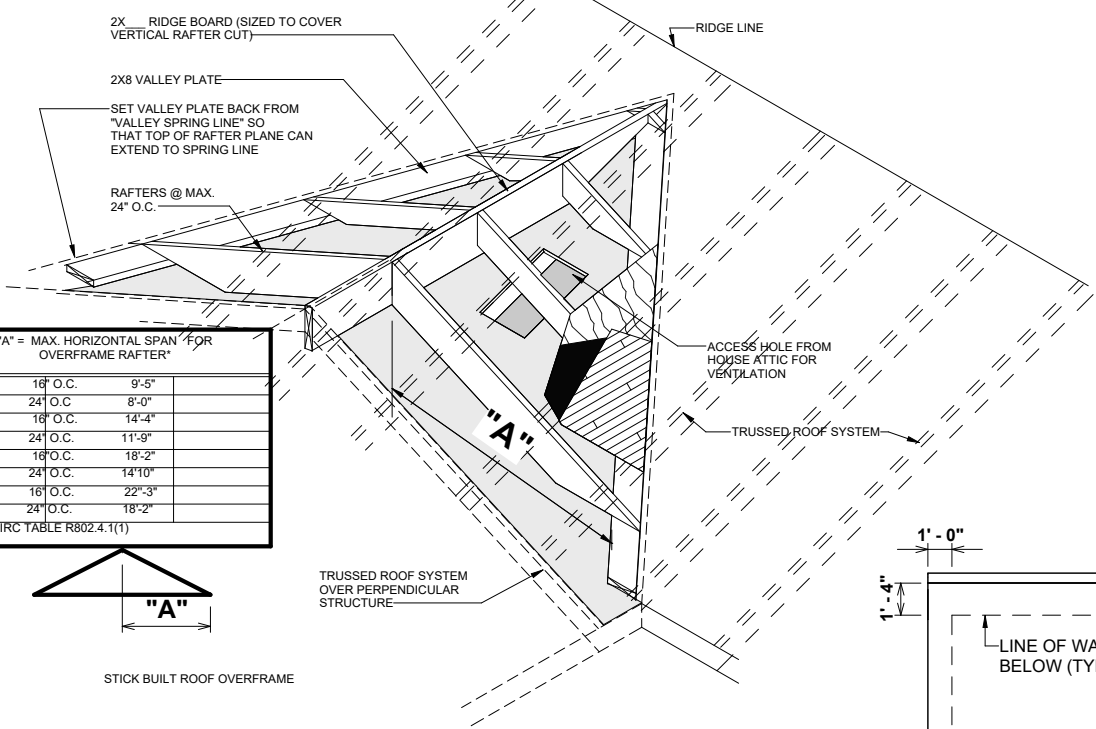 2X___ RIDGE BOARD (SIZED TO COVER
VERTICAL RAFTER CUT)
2X8 VALLEY PLATE
SET VALLEY PLATE BACK FROM
"VALLEY SPRING LINE" SO
THAT TOP OF RAFTER PLANE CAN
EXTEND TO SPRING LINE
RAFTERS @ MAX.
24" O.C.
RIDGE LINE
"A" = MAX. HORIZONTAL SPAN FOR
OVERFRAME RAFTER*
16" O.C. 9'-5"
24" O.C 8'-0"
16" O.C. 14'-4"
24" O.C. 11'-9"
16"O.C. 18'-2"
24" O.C. 14'10"
16" O.C. 22"-3"
24" O.C. 18'-2"
IRC TABLE R802.4.1(1)
"A"
STICK BUILT ROOF OVERFRAME
"A"
ACCESS HOLE FROM
HOUSE ATTIC FOR
VENTILATION
TRUSSED ROOF SYSTEM
TRUSSED ROOF SYSTEM
OVER PERPENDICULAR
STRUCTURE
1' - 0"
1' - 4"
LINE OF WA
BELOW (TY